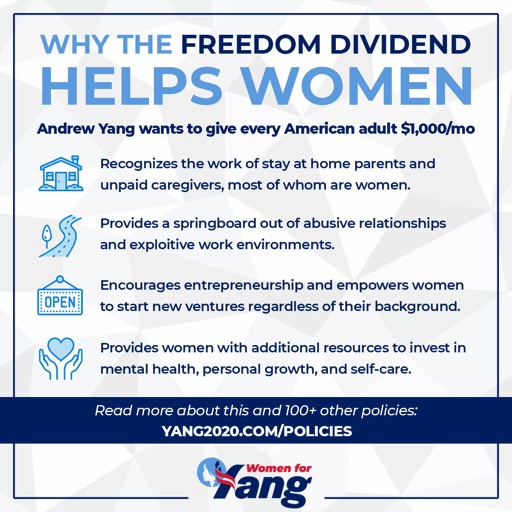 WHY THE FREEDOM DIVIDEND
HELPS WOMEN
Andrew Yang wants to give every American adult $1,000/mo
Recognizes the work of stay at home parents and
unpaid caregivers, most of whom are women.
Provides a springboard out of abusive relationships
and exploitive work environments.
OPEN
Encourages entrepreneurship and empowers women
to start new ventures regardless of their background.
Provides women with additional resources to invest in
mental health, personal growth, and self-care.
Read more about this and 100+ other policies:
YANG2020.COM/POLICIES
Women for
Yang